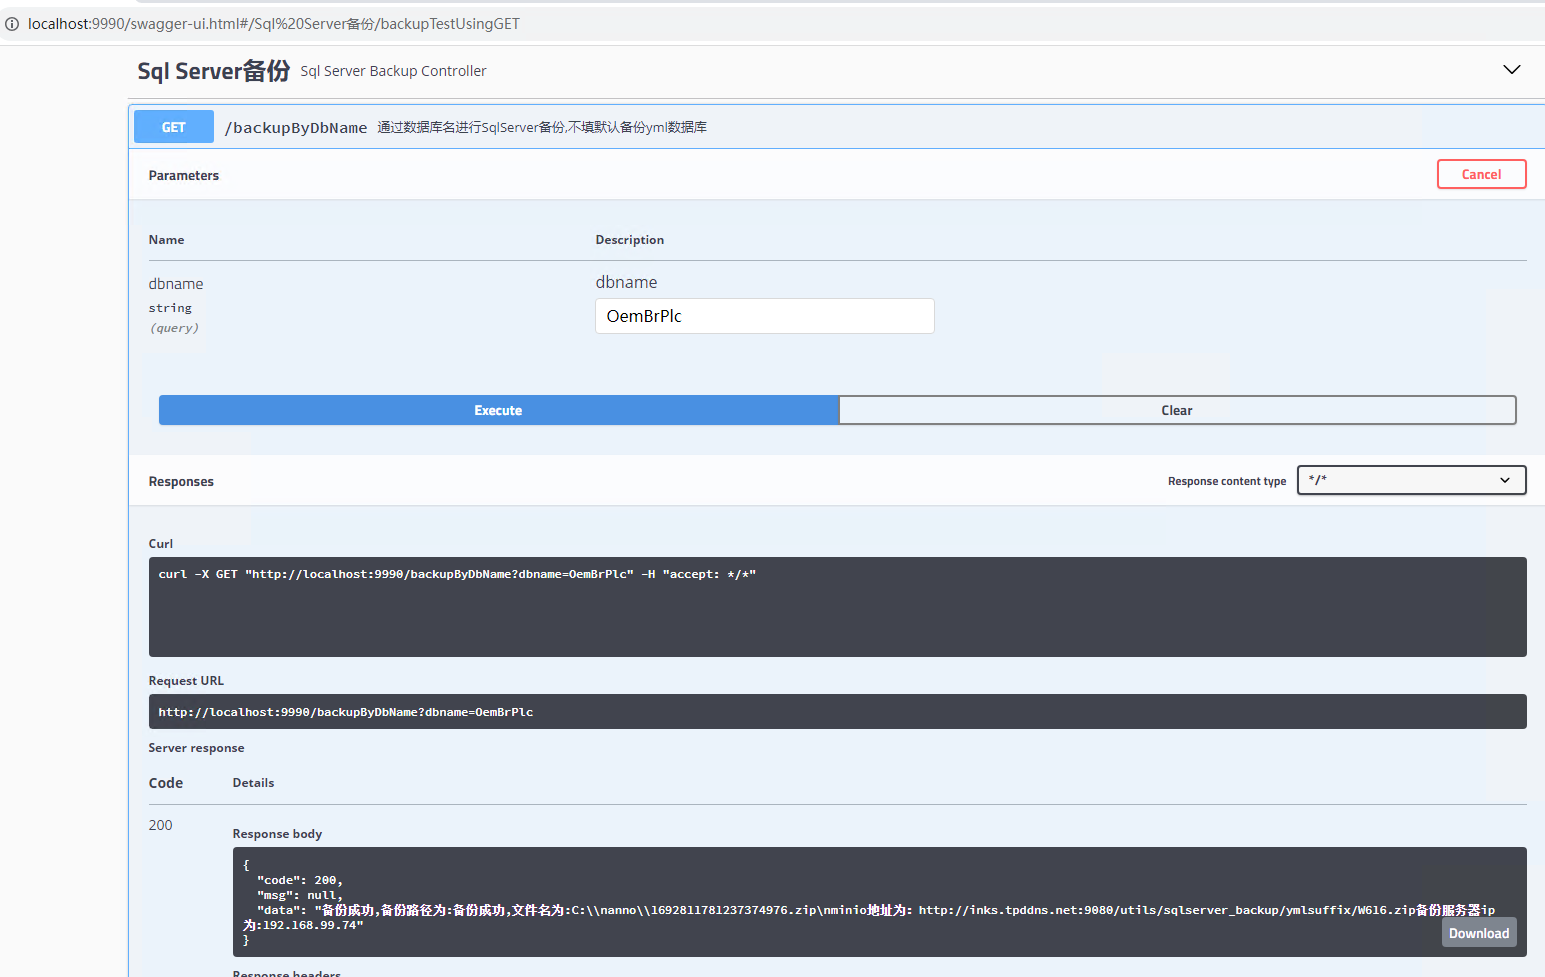 localhost:9990/swagger-ui.html#/Sql%20Server备份/backupTestUsingGET
Sql Server备份 Sql Server Backup Controller
GET /backupByDbName 通过数据库名进行SqlServer备份,不填默认备份yml数据库
Parameters Cancel
Name Description
dbname dbname
string
(query)
OemBrPlc
Execute Clear
Responses Response content type */*
Curl
curl -X GET "http://localhost:9990/backupByDbName?dbname=OemBrPlc" -H "accept: */*"
Request URL
http://localhost:9990/backupByDbName?dbname=OemBrPlc
Server response
Code Details
200
Response body
{
"code": 200,
"msg": null,
"data": "备份成功,备份路径为:备份成功,文件名为:C:\\nanno\\1692811781237374976.zip\nminio地址为: http://inks.tpddns.net:9080/utils/sqlserver_backup/ymlsuffix/W616.zip备份服务器ip
为:192.168.99.74"
}
Download
Response headers